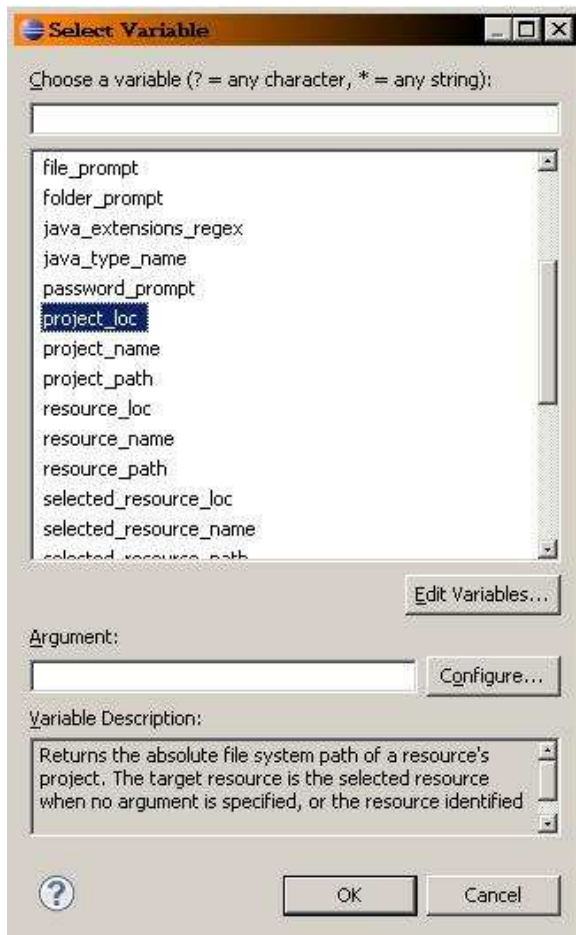 Select Variable
Choose a variable (? = any character, * = any string):
file_prompt
folder_prompt
java_extensions_regex
java_type_name
password_prompt
project_loc
project_name
project_path
resource_loc
resource_name
resource_path
selected_resource_loc
selected_resource_name
selected_resource_path
Edit Variables...
Argument:
Configure...
Variable Description:
Returns the absolute file system path of a resource's
project. The target resource is the selected resource
when no argument is specified, or the resource identified
?
OK
Cancel